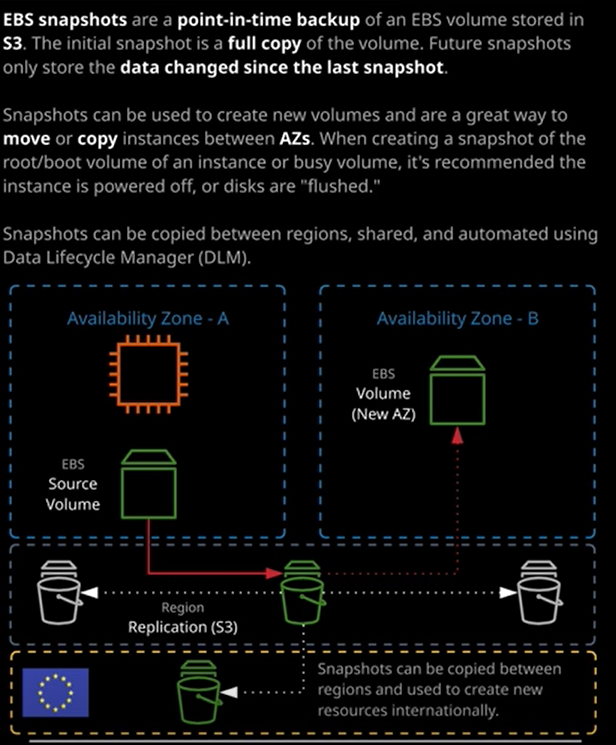 EBS snapshots are a point-in-time backup of an EBS volume stored in
S3. The initial snapshot is a full copy of the volume. Future snapshots
only store the data changed since the last snapshot.
Snapshots can be used to create new volumes and are a great way to
move or copy instances between AZs. When creating a snapshot of the
root/boot volume of an instance or busy volume, it's recommended the
instance is powered off, or disks are "flushed."
Snapshots can be copied between regions, shared, and automated using
Data Lifecycle Manager (DLM).
Availability Zone - A
Availability Zone - B
EBS
Volume
(New AZ)
EBS
Source
Volume
Region
Replication (S3)
Snapshots can be copied between
regions and used to create new
resources internationally.